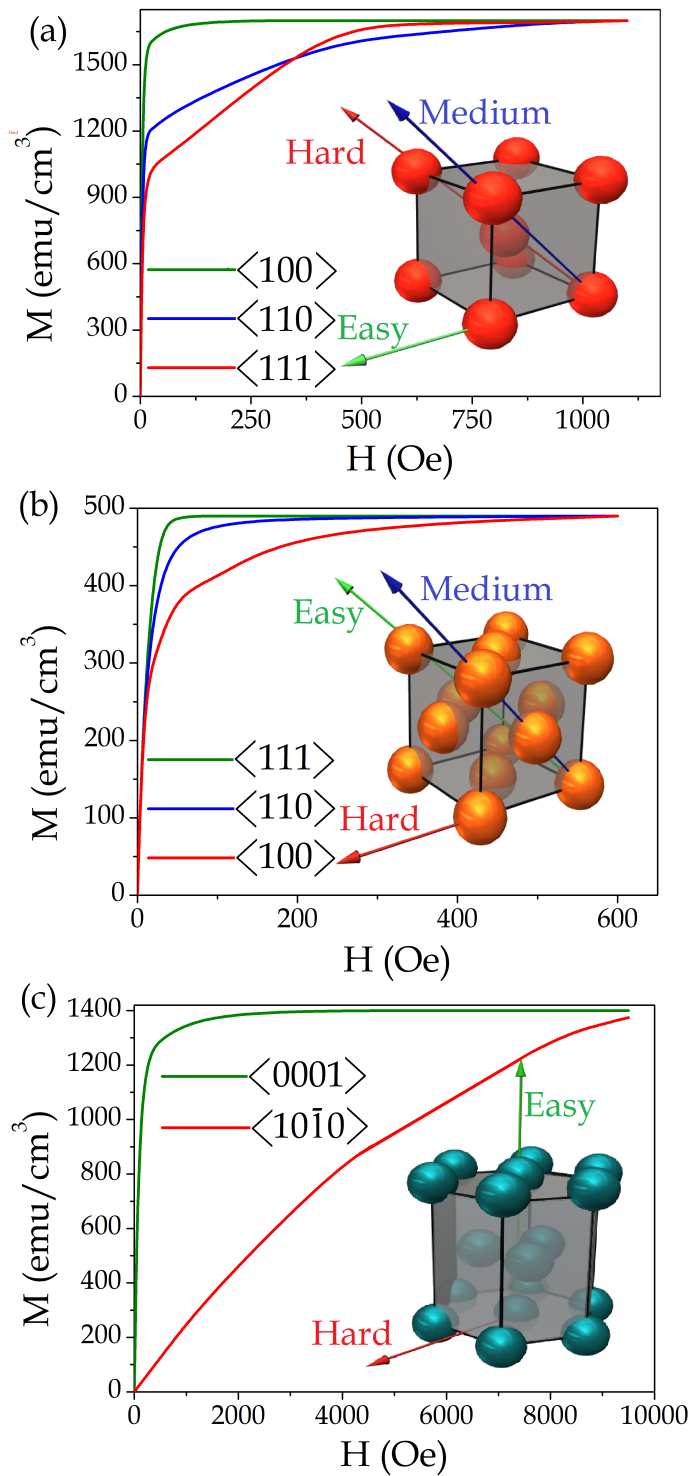 (a)
1500
1200
900
600
300
0
M (emu/cm³)
Hard
Medium
Hard
Easy
⟨100⟩
⟨110⟩
⟨111⟩
0 250 500 750 1000
H (Oe)
(b)
500
400
300
200
100
0
M (emu/cm³)
Medium
Easy
Hard
⟨111⟩
⟨110⟩
⟨100⟩
0 200 400 600
H (Oe)
(c)
1400
1200
1000
800
600
400
200
0
M (emu/cm³)
⟨0001⟩
⟨101̄0⟩
Easy
Hard
0 2000 4000 6000 8000 10000
H (Oe)